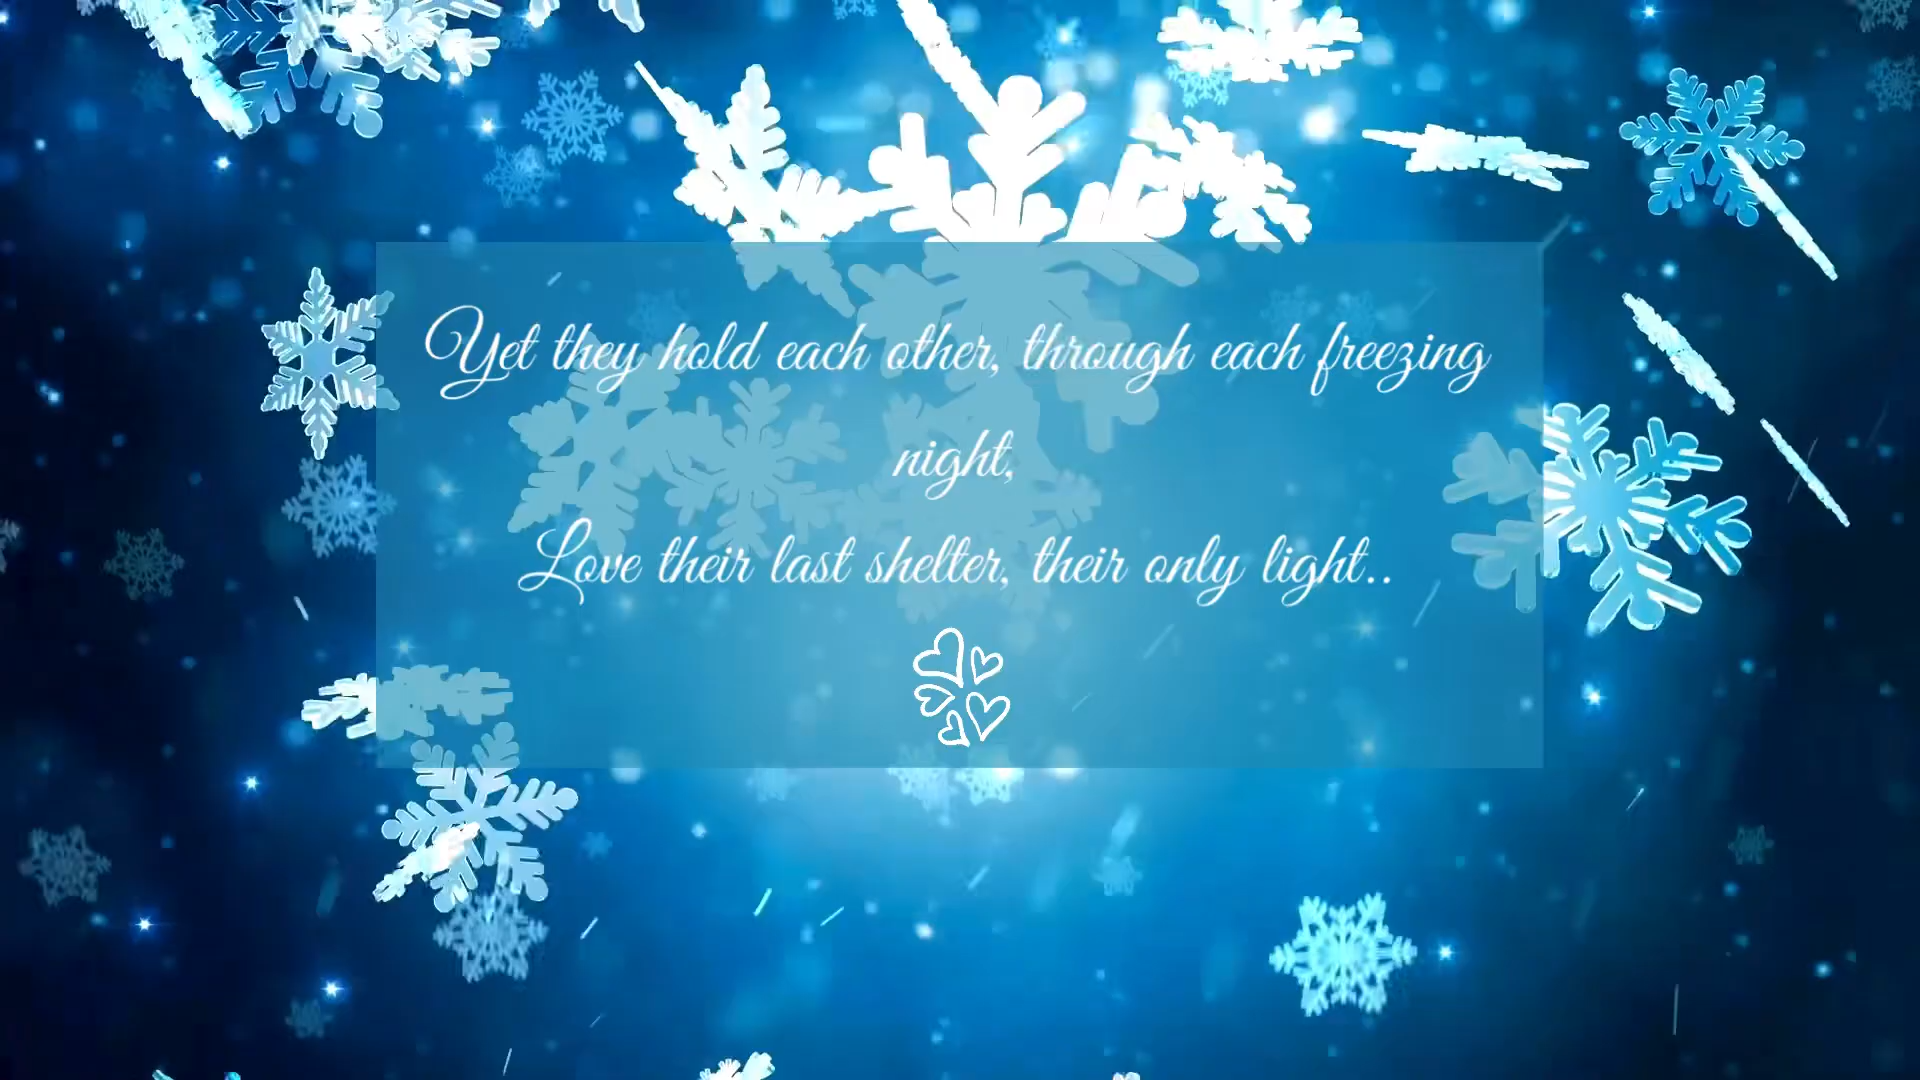 Yet they hold each other, through each freezing
night,
Love their last shelter, their only light..